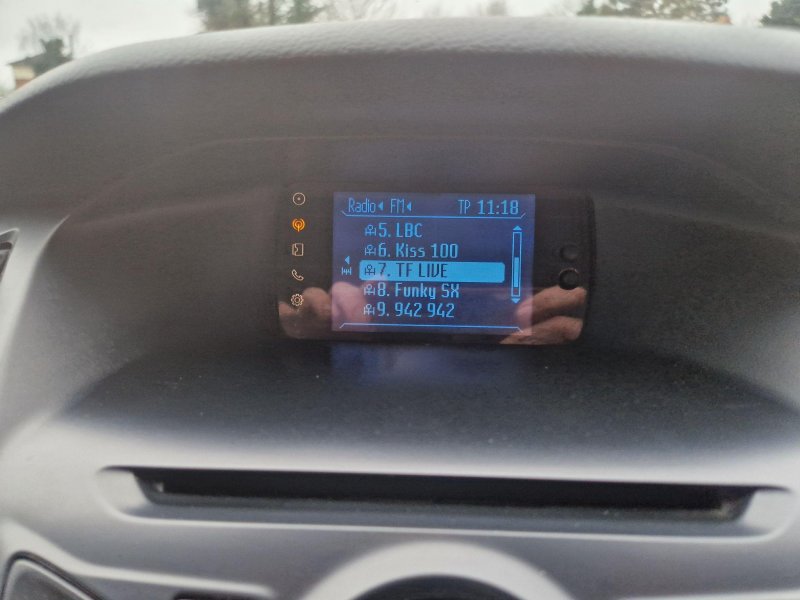 Radio FM TP 11:18
5. LBC
6. Kiss 100
7. TF LIVE
8. Funky SX
9. 942 942